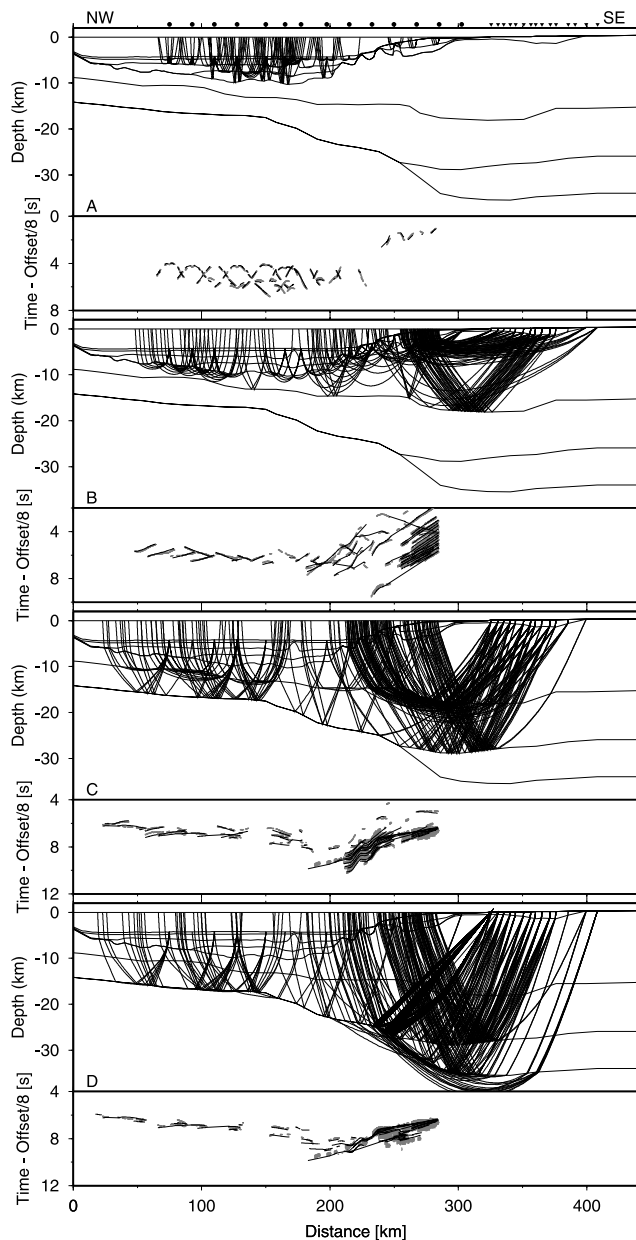 NW SE
0
-10
-20
-30
Depth (km)
A
0
4
8
Time - Offset/8 [s]
0
-10
-20
-30
Depth (km)
B
4
8
Time - Offset/8 [s]
0
-10
-20
-30
Depth (km)
C
4
8
12
Time - Offset/8 [s]
0
-10
-20
-30
Depth (km)
D
4
8
12
Time - Offset/8 [s]
0 100 200 300 400
Distance [km]